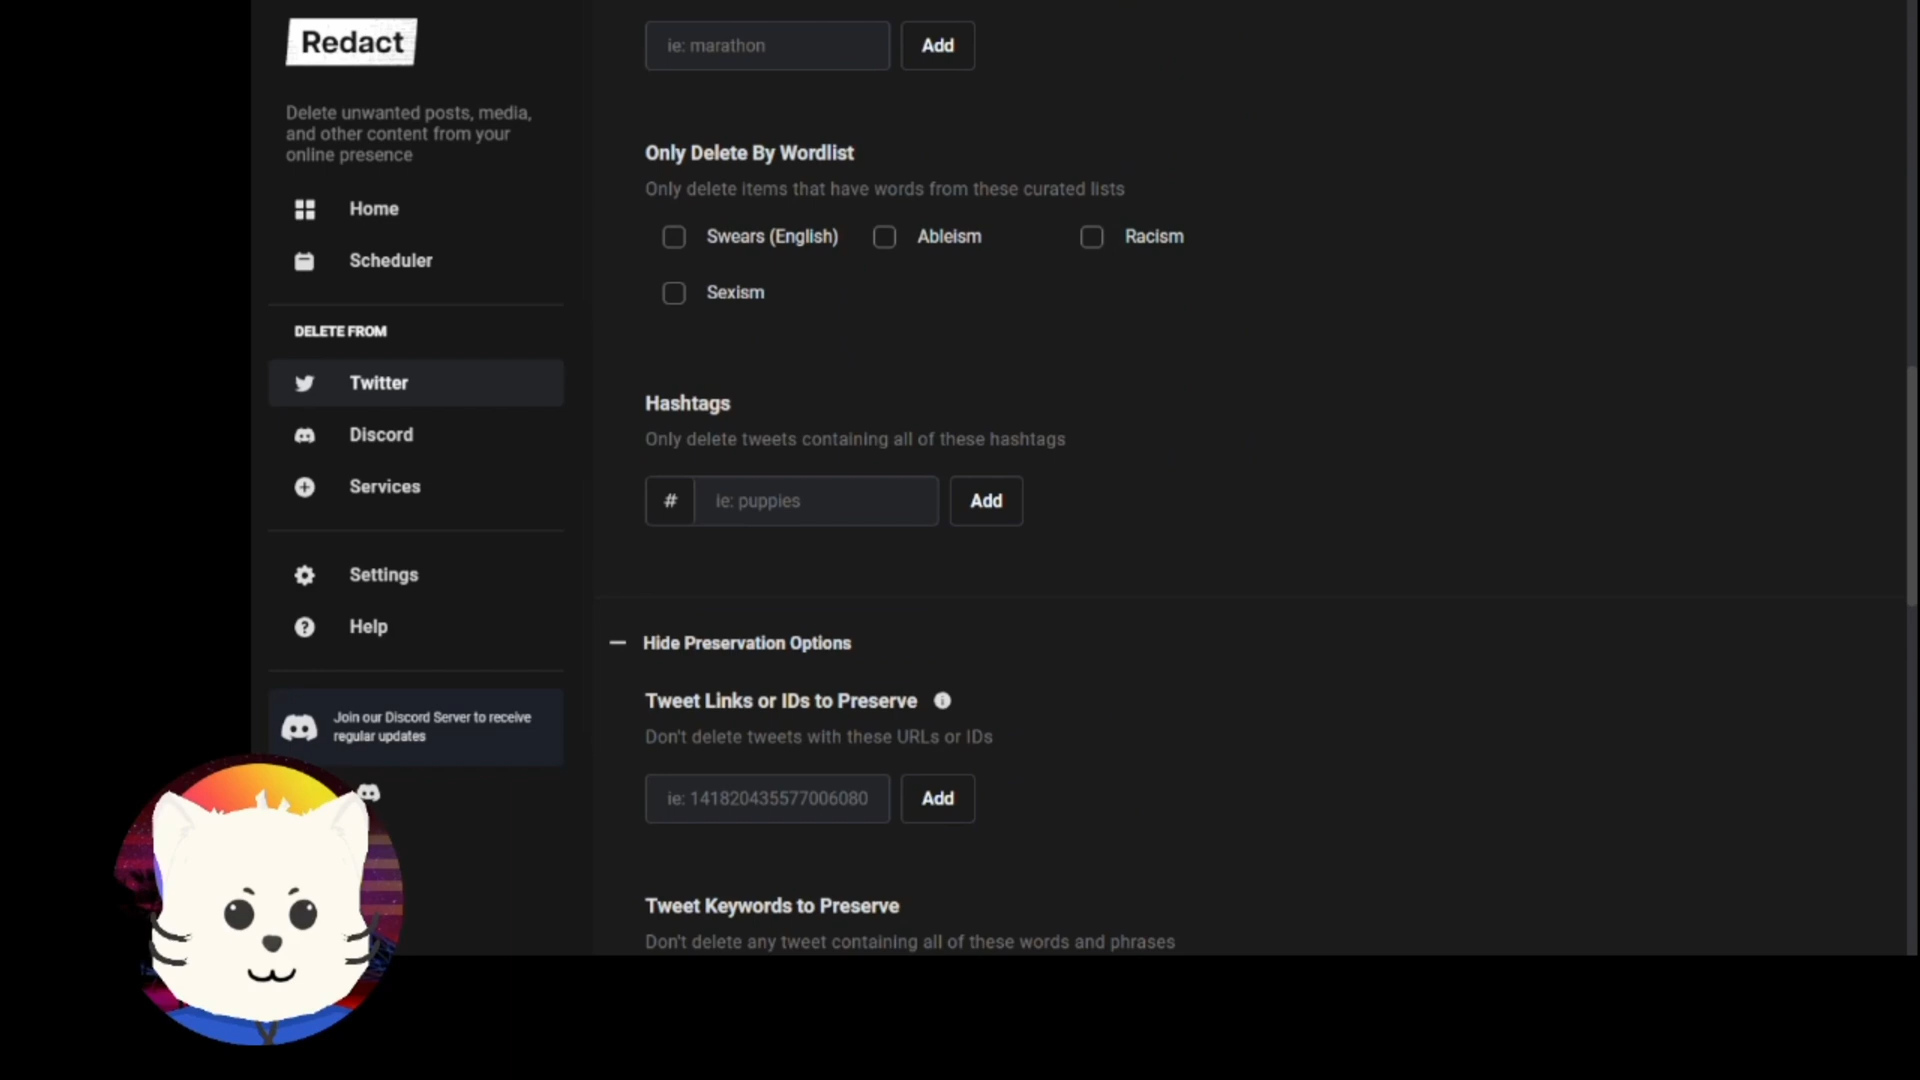 Redact
Delete unwanted posts, media,
and other content from your
online presence
Home
Scheduler
DELETE FROM
Twitter
Discord
Services
Settings
Help
Join our Discord Server to receive
regular updates
ie: marathon
Add
Only Delete By Wordlist
Only delete items that have words from these curated lists
Swears (English)
Ableism
Racism
Sexism
Hashtags
Only delete tweets containing all of these hashtags
#
ie: puppies
Add
Hide Preservation Options
Tweet Links or IDs to Preserve
Don't delete tweets with these URLs or IDs
ie: 141820435577006080
Add
Tweet Keywords to Preserve
Don't delete any tweet containing all of these words and phrases